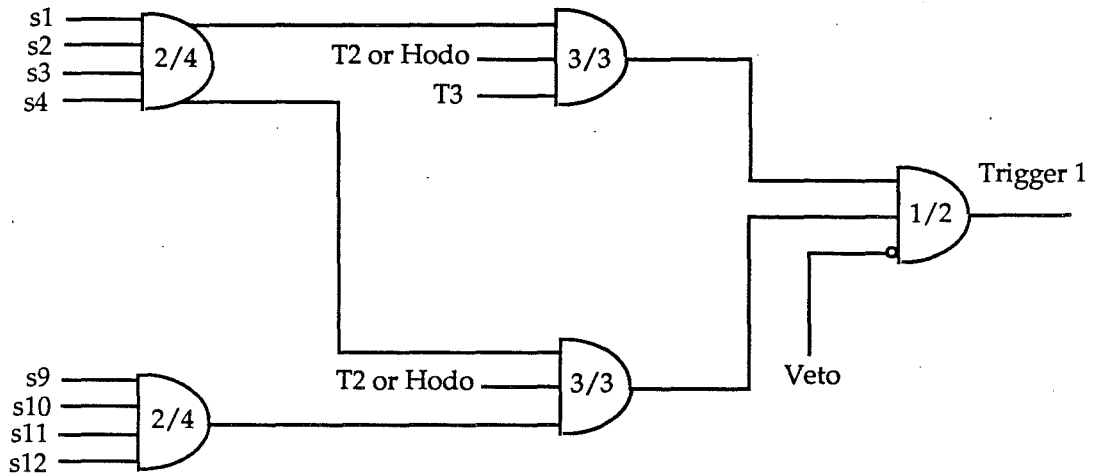 s1
s2
s3
s4
2/4
T2 or Hodo
T3
3/3
Trigger 1
1/2
Veto
T2 or Hodo
3/3
s9
s10
s11
s12
2/4